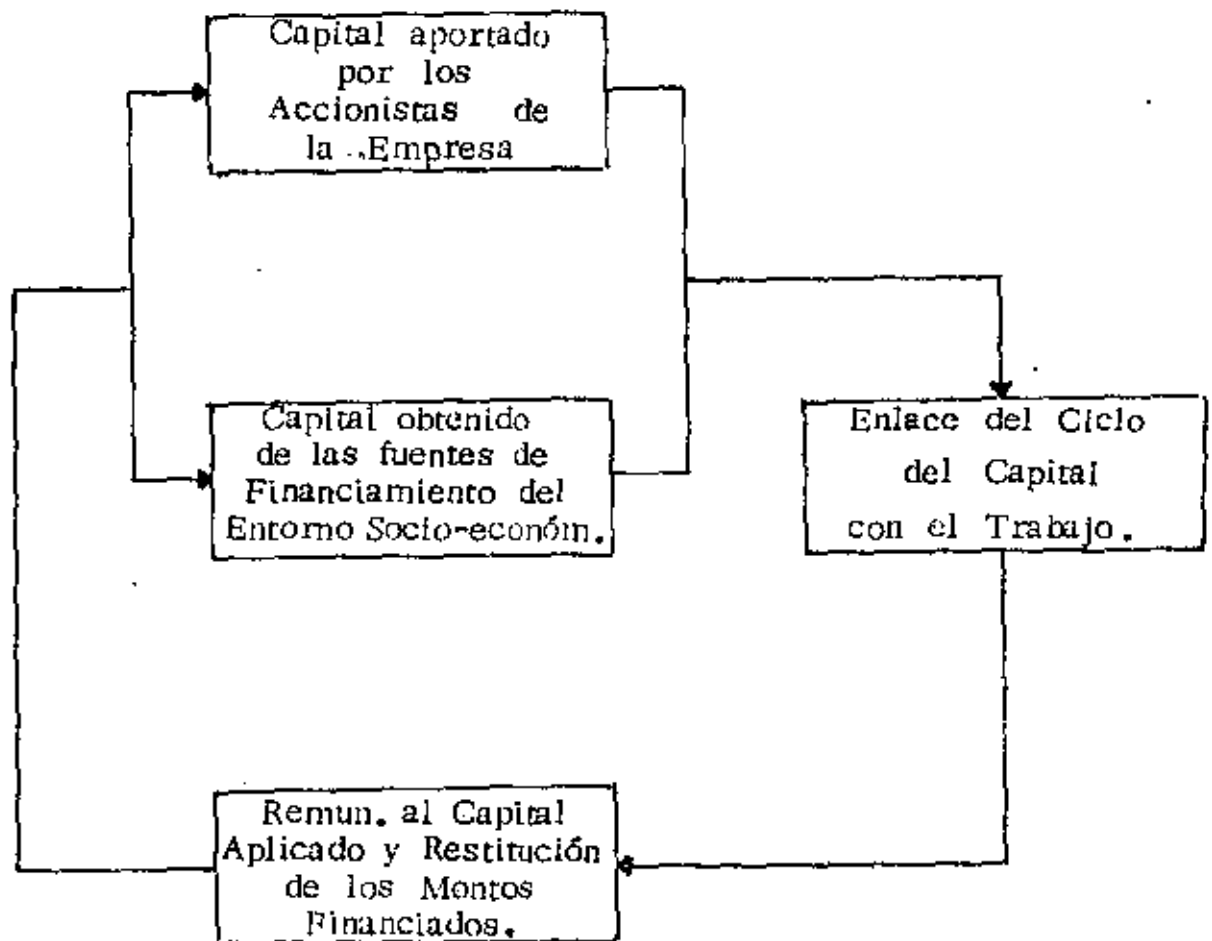 Capital aportado
por los
Accionistas de
la Empresa
Capital obtenido
de las fuentes de
Financiamiento del
Entorno Socio-económ.
Enlace del Ciclo
del Capital
con el Trabajo.
Remun. al Capital
Aplicado y Restitución
de los Montos
Financiados.